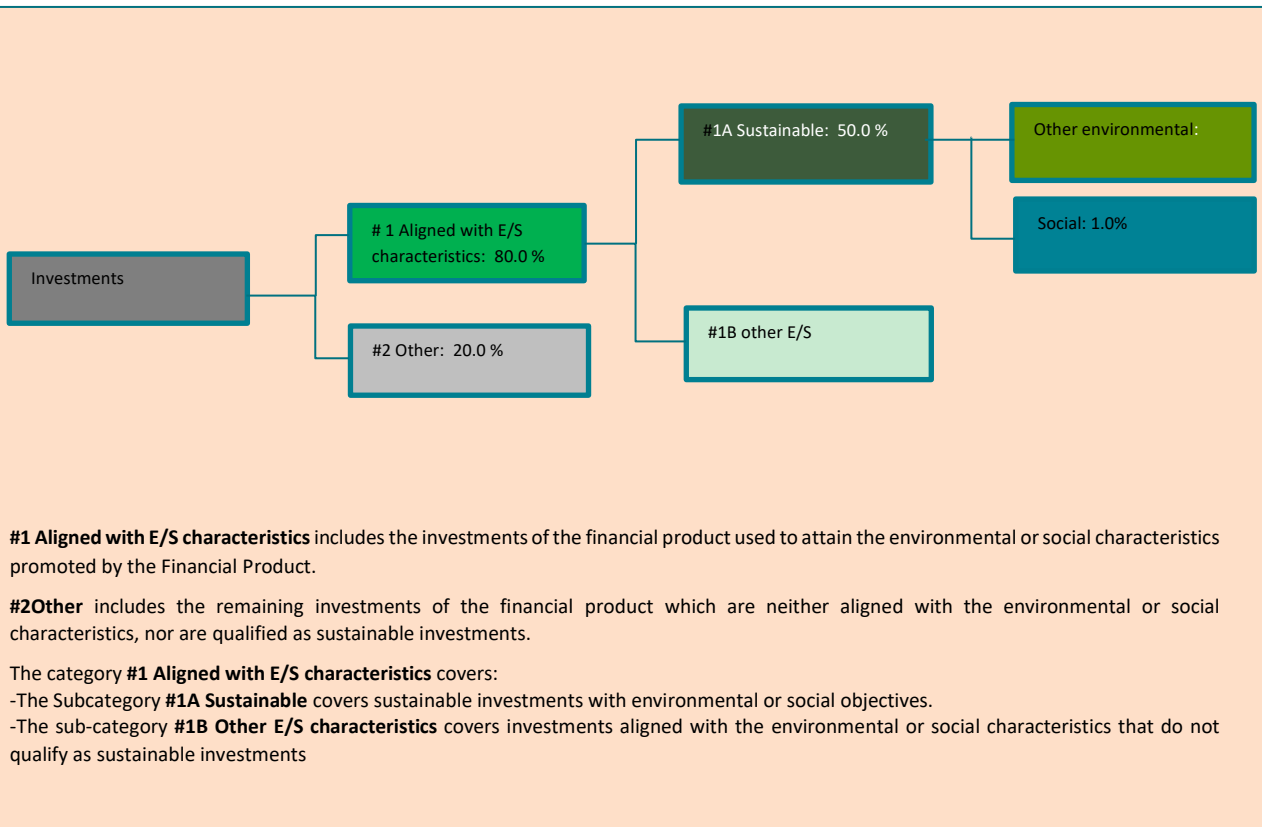 Investments
# 1 Aligned with E/S
characteristics: 80.0 %
#2 Other: 20.0 %
#1A Sustainable: 50.0 %
#1B other E/S
Other environmental:
Social: 1.0%
#1 Aligned with E/S characteristics includes the investments of the financial product used to attain the environmental or social characteristics
promoted by the Financial Product.
#2Other includes the remaining investments of the financial product which are neither aligned with the environmental or social
characteristics, nor are qualified as sustainable investments.
The category #1 Aligned with E/S characteristics covers:
-The Subcategory #1A Sustainable covers sustainable investments with environmental or social objectives.
-The sub-category #1B Other E/S characteristics covers investments aligned with the environmental or social characteristics that do not
qualify as sustainable investments